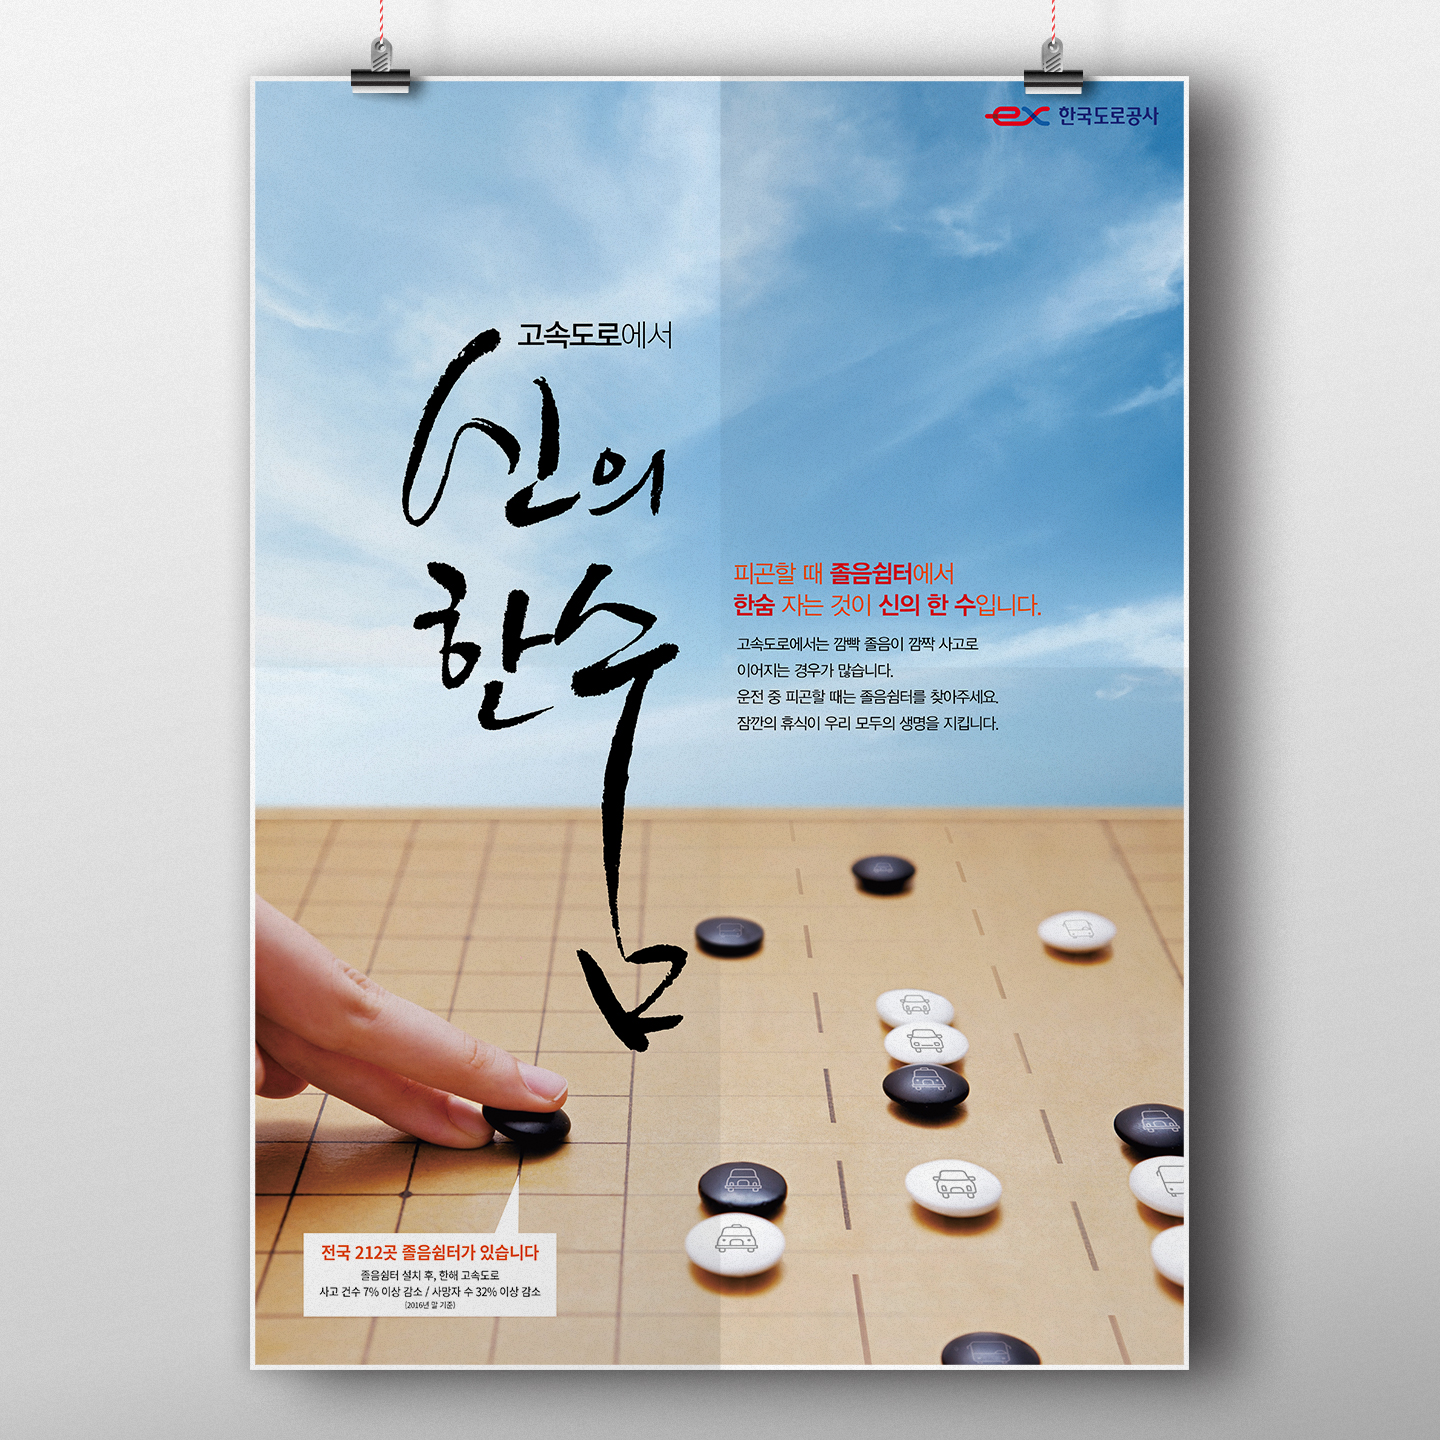 ex 한국도로공사
고속도로에서
신의
한숨
피곤할 때 졸음쉼터에서
한숨 자는 것이 신의 한 수입니다.
고속도로에서는 깜빡 졸음이 깜짝 사고로
이어지는 경우가 많습니다.
운전 중 피곤할 때는 졸음쉼터를 찾아주세요.
잠깐의 휴식이 우리 모두의 생명을 지킵니다.
전국 212곳 졸음쉼터가 있습니다
졸음쉼터 설치 후, 한해 고속도로
사고 건수 7% 이상 감소 / 사망자 수 32% 이상 감소
(2016년 말 기준)